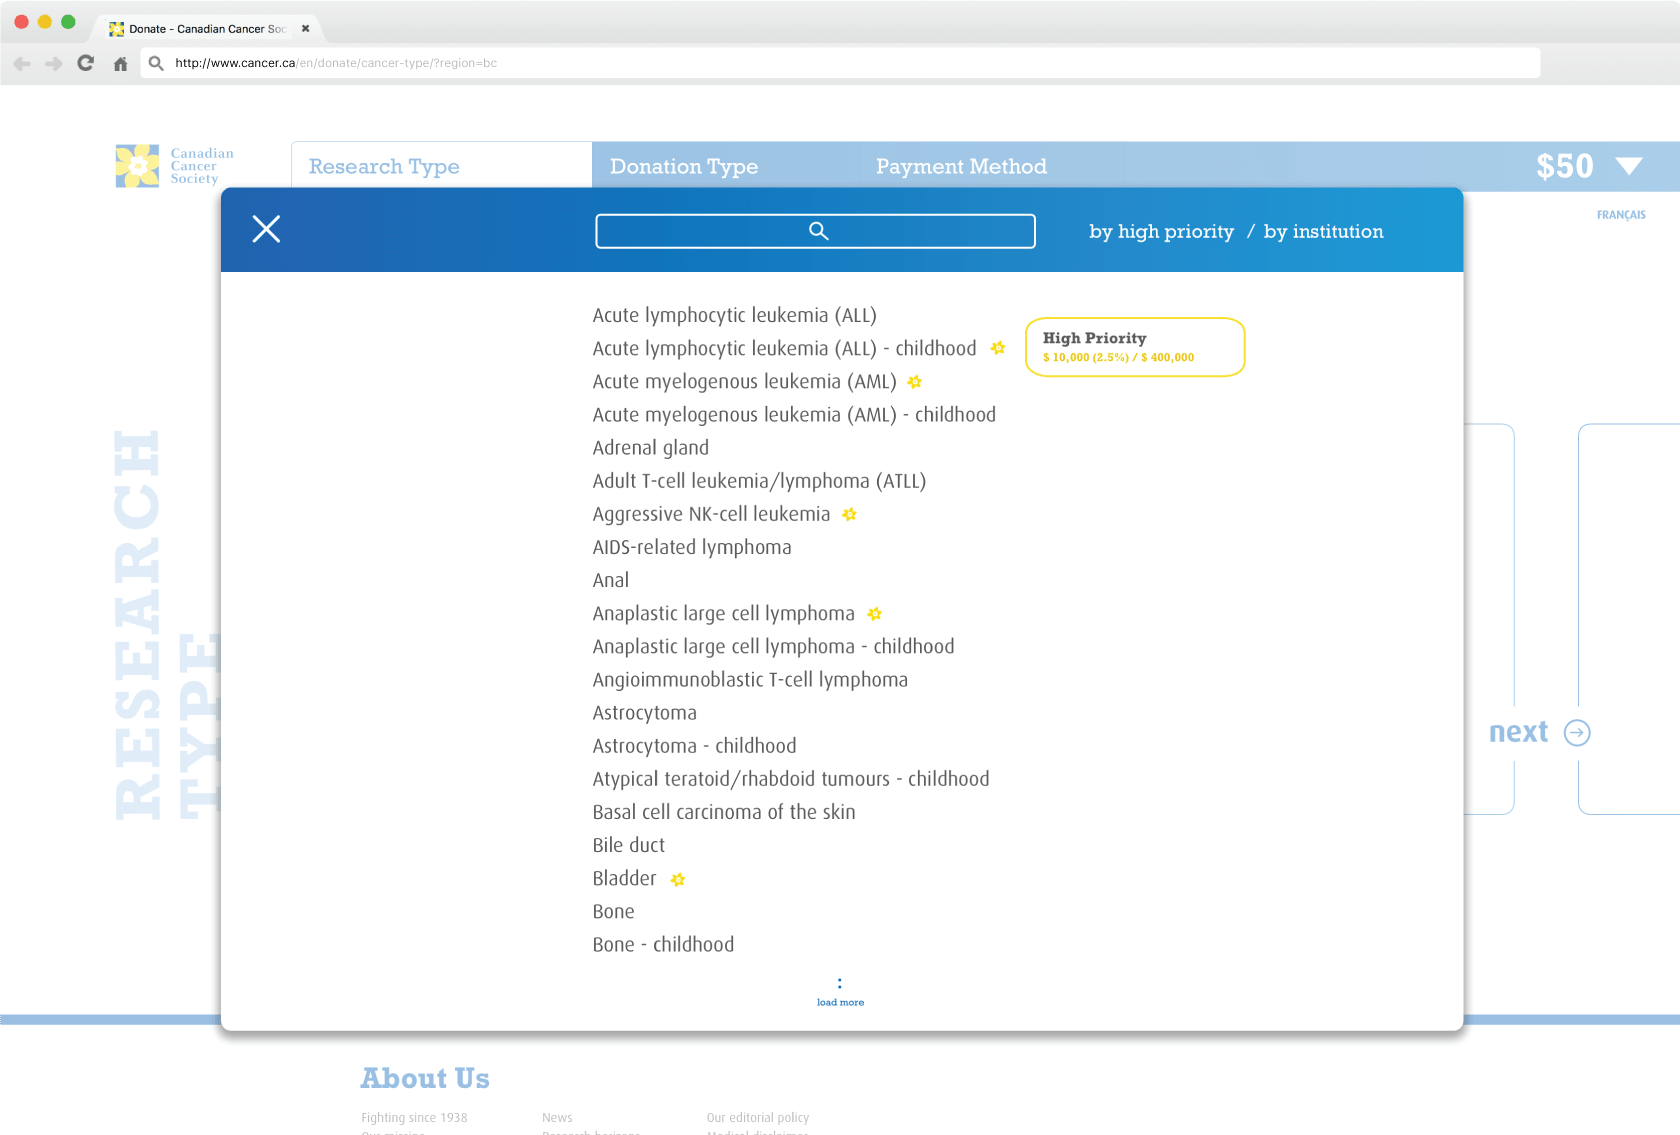 Donate - Canadian Cancer Soc
http://www.cancer.ca/en/donate/cancer-type/?region=bc
Canadian
Cancer
Society
Research Type
Donation Type
Payment Method
$50
FRANÇAIS
by high priority / by institution
Acute lymphocytic leukemia (ALL)
Acute lymphocytic leukemia (ALL) - childhood
High Priority
$ 10,000 (2.5%) / $ 400,000
Acute myelogenous leukemia (AML)
Acute myelogenous leukemia (AML) - childhood
Adrenal gland
Adult T-cell leukemia/lymphoma (ATLL)
Aggressive NK-cell leukemia
AIDS-related lymphoma
Anal
Anaplastic large cell lymphoma
Anaplastic large cell lymphoma - childhood
Angioimmunoblastic T-cell lymphoma
Astrocytoma
Astrocytoma - childhood
Atypical teratoid/rhabdoid tumours - childhood
Basal cell carcinoma of the skin
Bile duct
Bladder
Bone
Bone - childhood
:
load more
RESEARCH
TYPE
next
About Us
Fighting since 1938
News
Our editorial policy